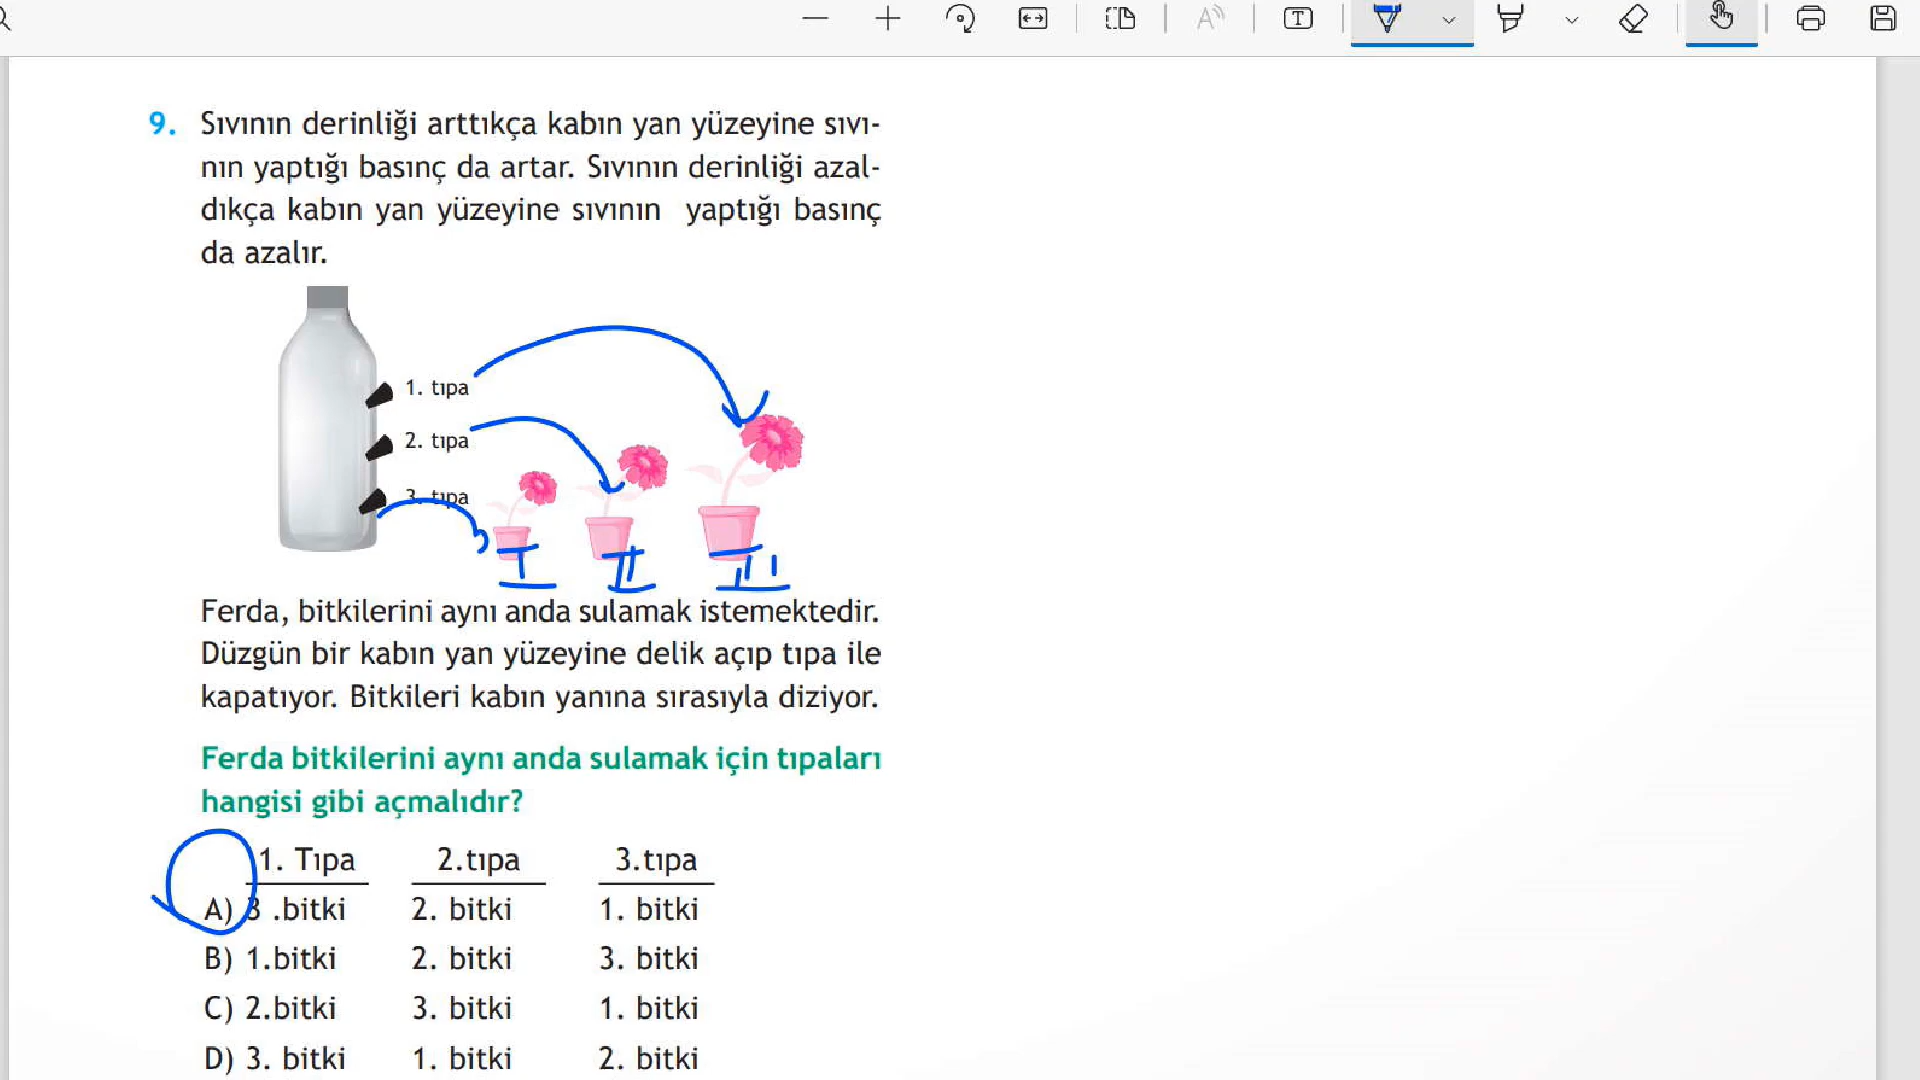 9. Sıvının derinliği arttıkça kabın yan yüzeyine sıvı-
nın yaptığı basınç da artar. Sıvının derinliği azal-
dıkça kabın yan yüzeyine sıvının yaptığı basınç
da azalır.
1. tıpa
2. tıpa
3. tıpa
I II III
Ferda, bitkilerini aynı anda sulamak istemektedir.
Düzgün bir kabın yan yüzeyine delik açıp tıpa ile
kapatıyor. Bitkileri kabın yanına sırasıyla diziyor.
Ferda bitkilerini aynı anda sulamak için tıpaları
hangisi gibi açmalıdır?
1. Tıpa 2.tıpa 3.tıpa
A) 3 .bitki 2. bitki 1. bitki
B) 1.bitki 2. bitki 3. bitki
C) 2.bitki 3. bitki 1. bitki
D) 3. bitki 1. bitki 2. bitki